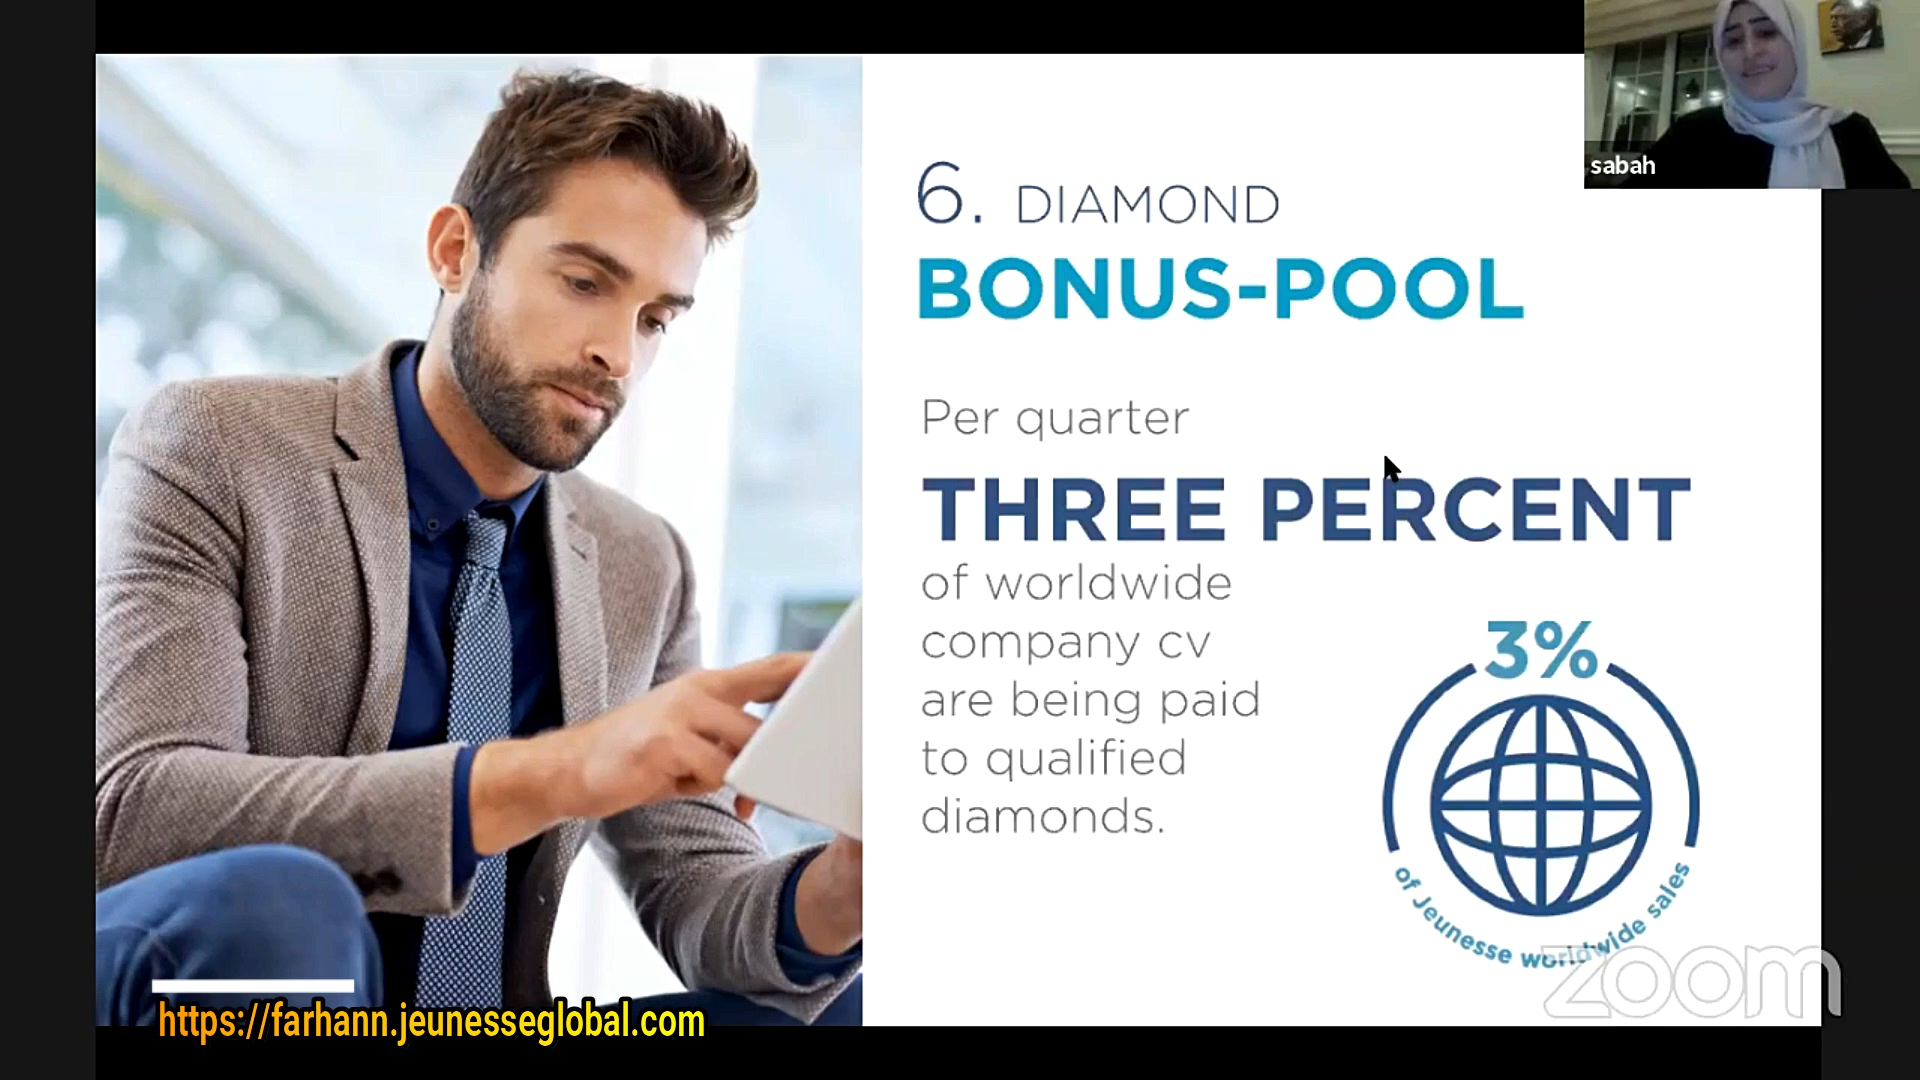 sabah
6. DIAMOND
BONUS-POOL
Per quarter
THREE PERCENT
of worldwide
company cv
are being paid
to qualified
diamonds.
3%
of Jeunesse worldwide sales
zoom
https://farhann.jeunesseglobal.com